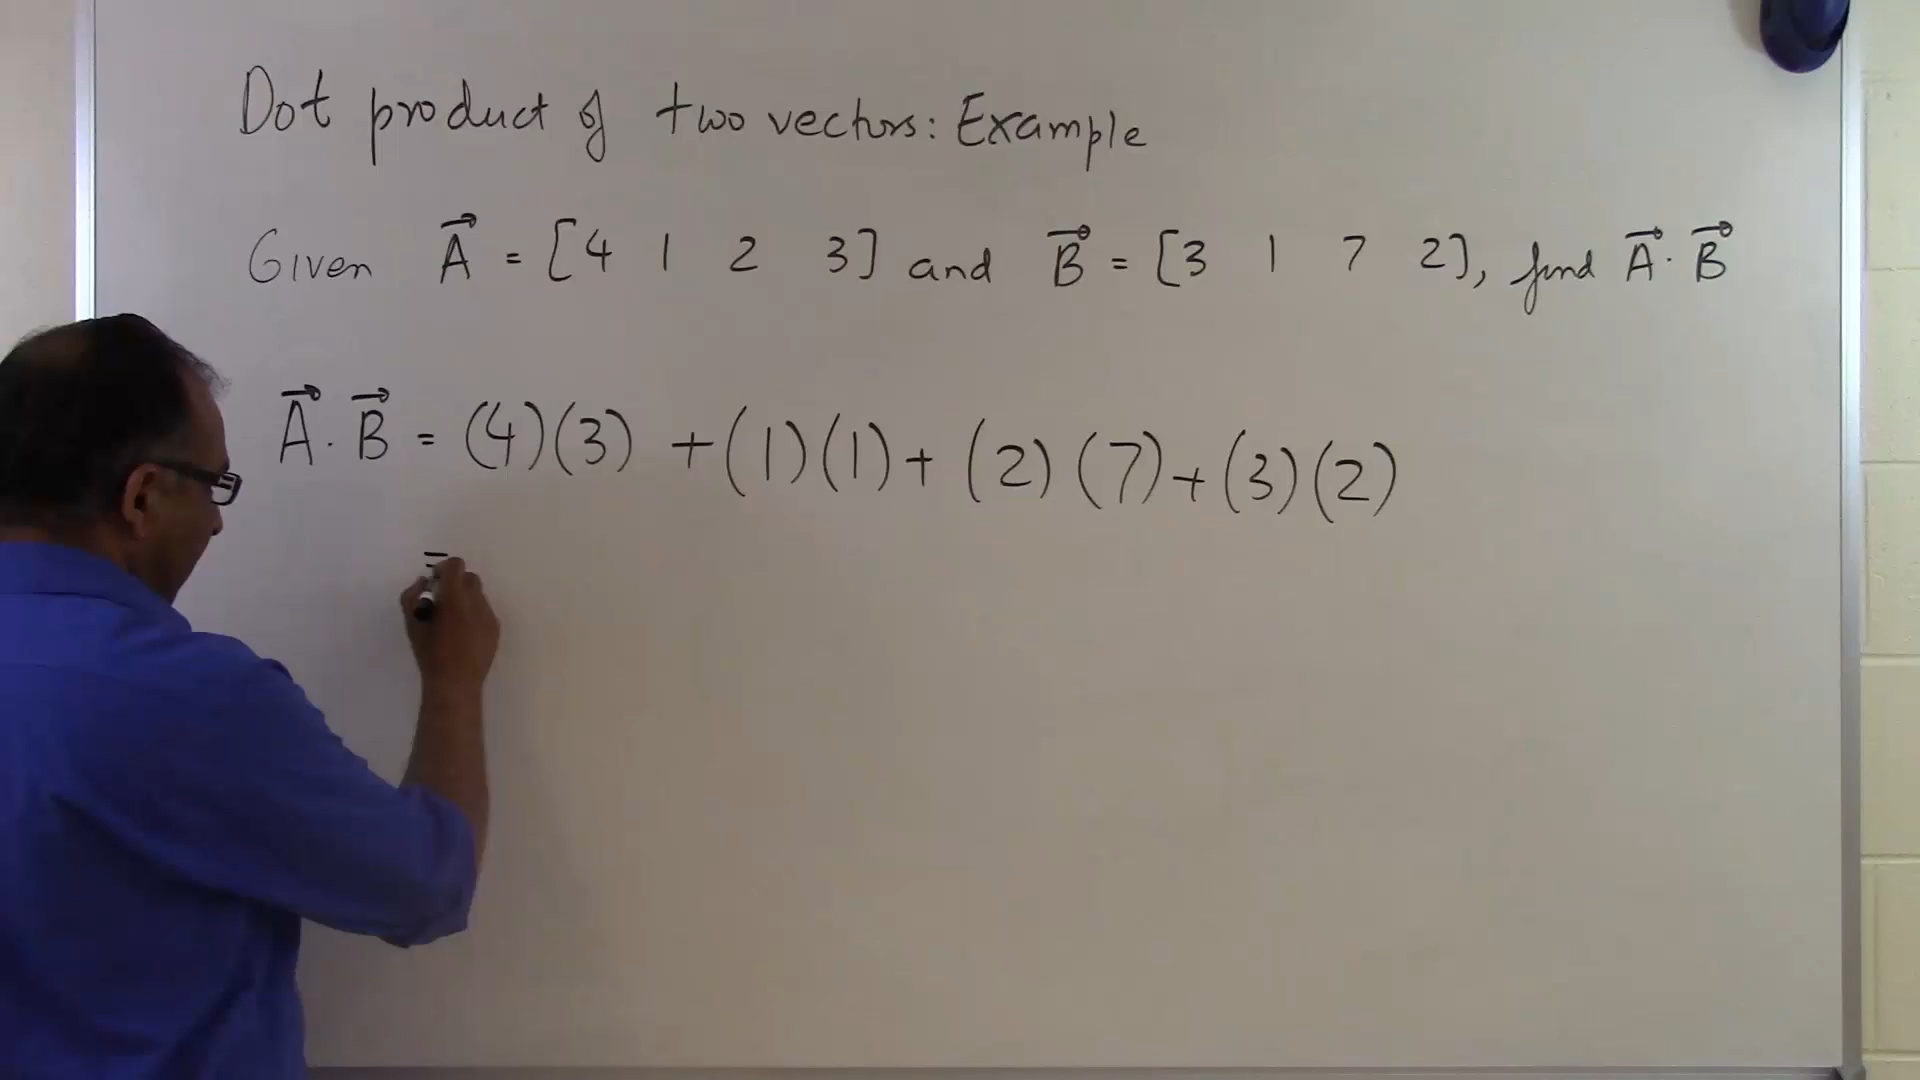 Dot product of two vectors: Example
Given A⃗ = [4 1 2 3] and B⃗ = [3 1 7 2], find A⃗ · B⃗
A⃗ · B⃗ = (4)(3) + (1)(1) + (2)(7) + (3)(2)
=